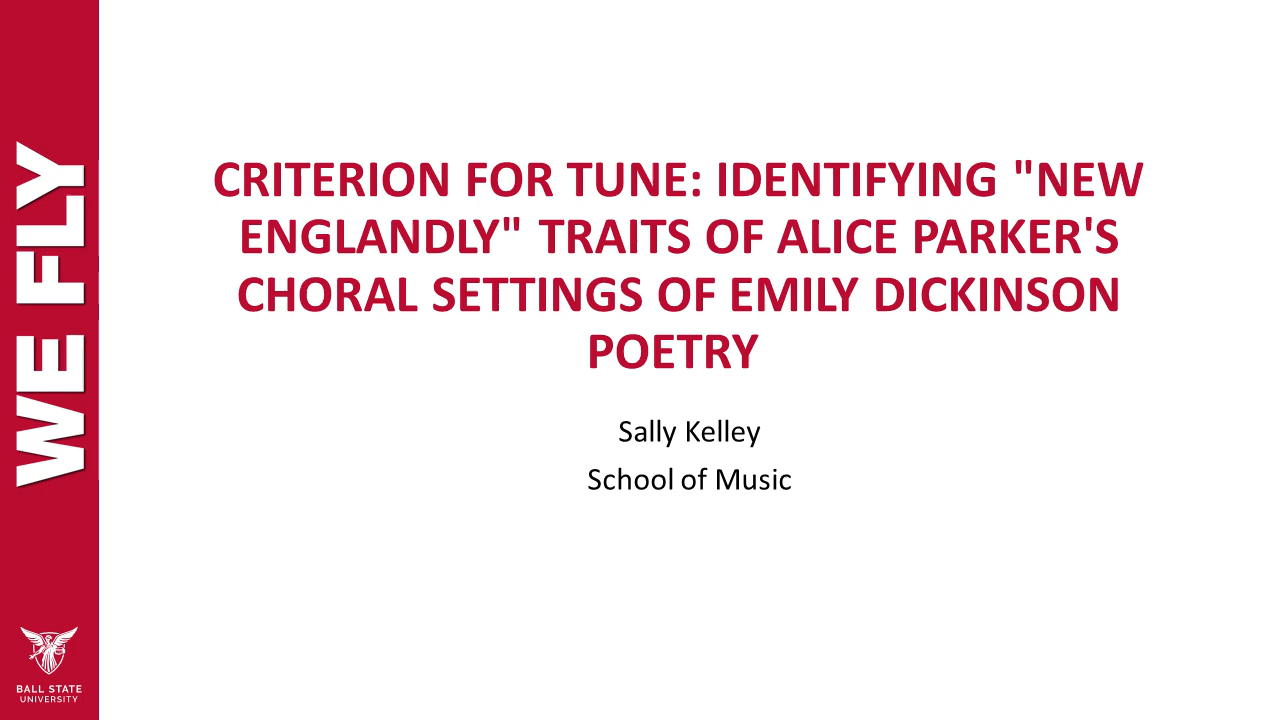 WE FLY
CRITERION FOR TUNE: IDENTIFYING "NEW
ENGLANDLY" TRAITS OF ALICE PARKER'S
CHORAL SETTINGS OF EMILY DICKINSON
POETRY
Sally Kelley
School of Music
BALL STATE
UNIVERSITY